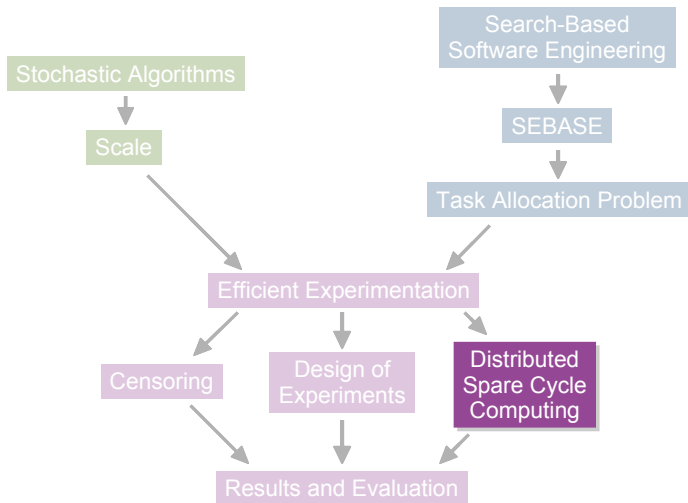 Search-Based
Software Engineering
Stochastic Algorithms
SEBASE
Scale
Task Allocation Problem
Efficient Experimentation
Censoring
Design of
Experiments
Distributed
Spare Cycle
Computing
Results and Evaluation